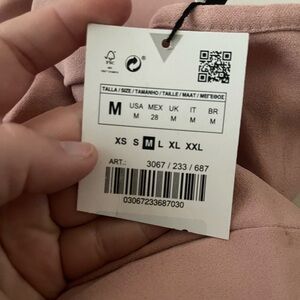 FSC
TALLA / SIZE / TAMANHO / TAILLE / MAAT / ΜΕΓΕΘΟΣ
M USA MEX UK IT BR
M 28 M M M
XS S M L XL XXL
ART.: 3067 / 233 / 687
03067233687030